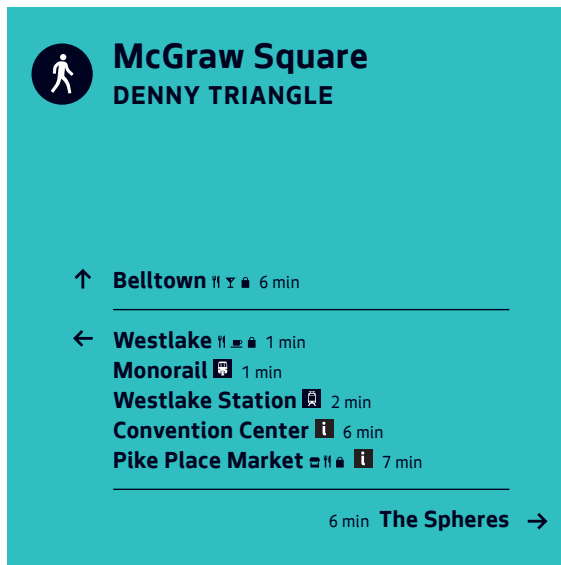 McGraw Square
DENNY TRIANGLE
↑ Belltown 6 min
← Westlake 1 min
Monorail 1 min
Westlake Station 2 min
Convention Center i 6 min
Pike Place Market i 7 min
6 min The Spheres →